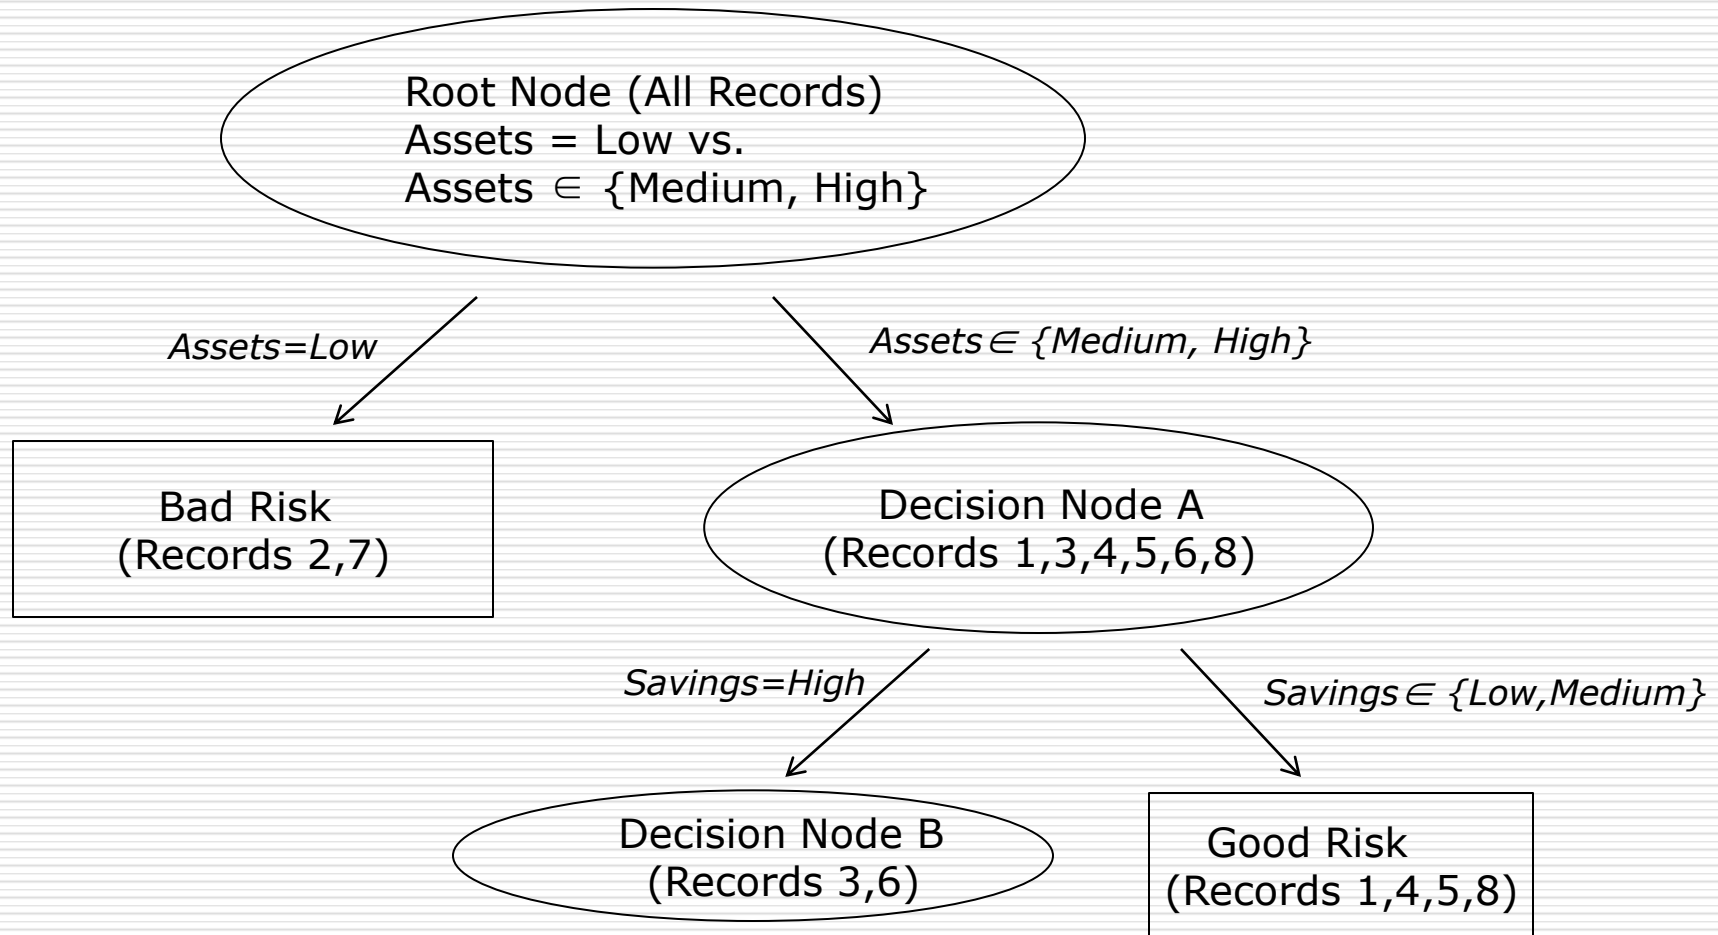 Root Node (All Records)
Assets = Low vs.
Assets ∈ {Medium, High}
Assets=Low
Assets∈ {Medium, High}
Bad Risk
(Records 2,7)
Decision Node A
(Records 1,3,4,5,6,8)
Savings=High
Savings∈ {Low,Medium}
Decision Node B
(Records 3,6)
Good Risk
(Records 1,4,5,8)